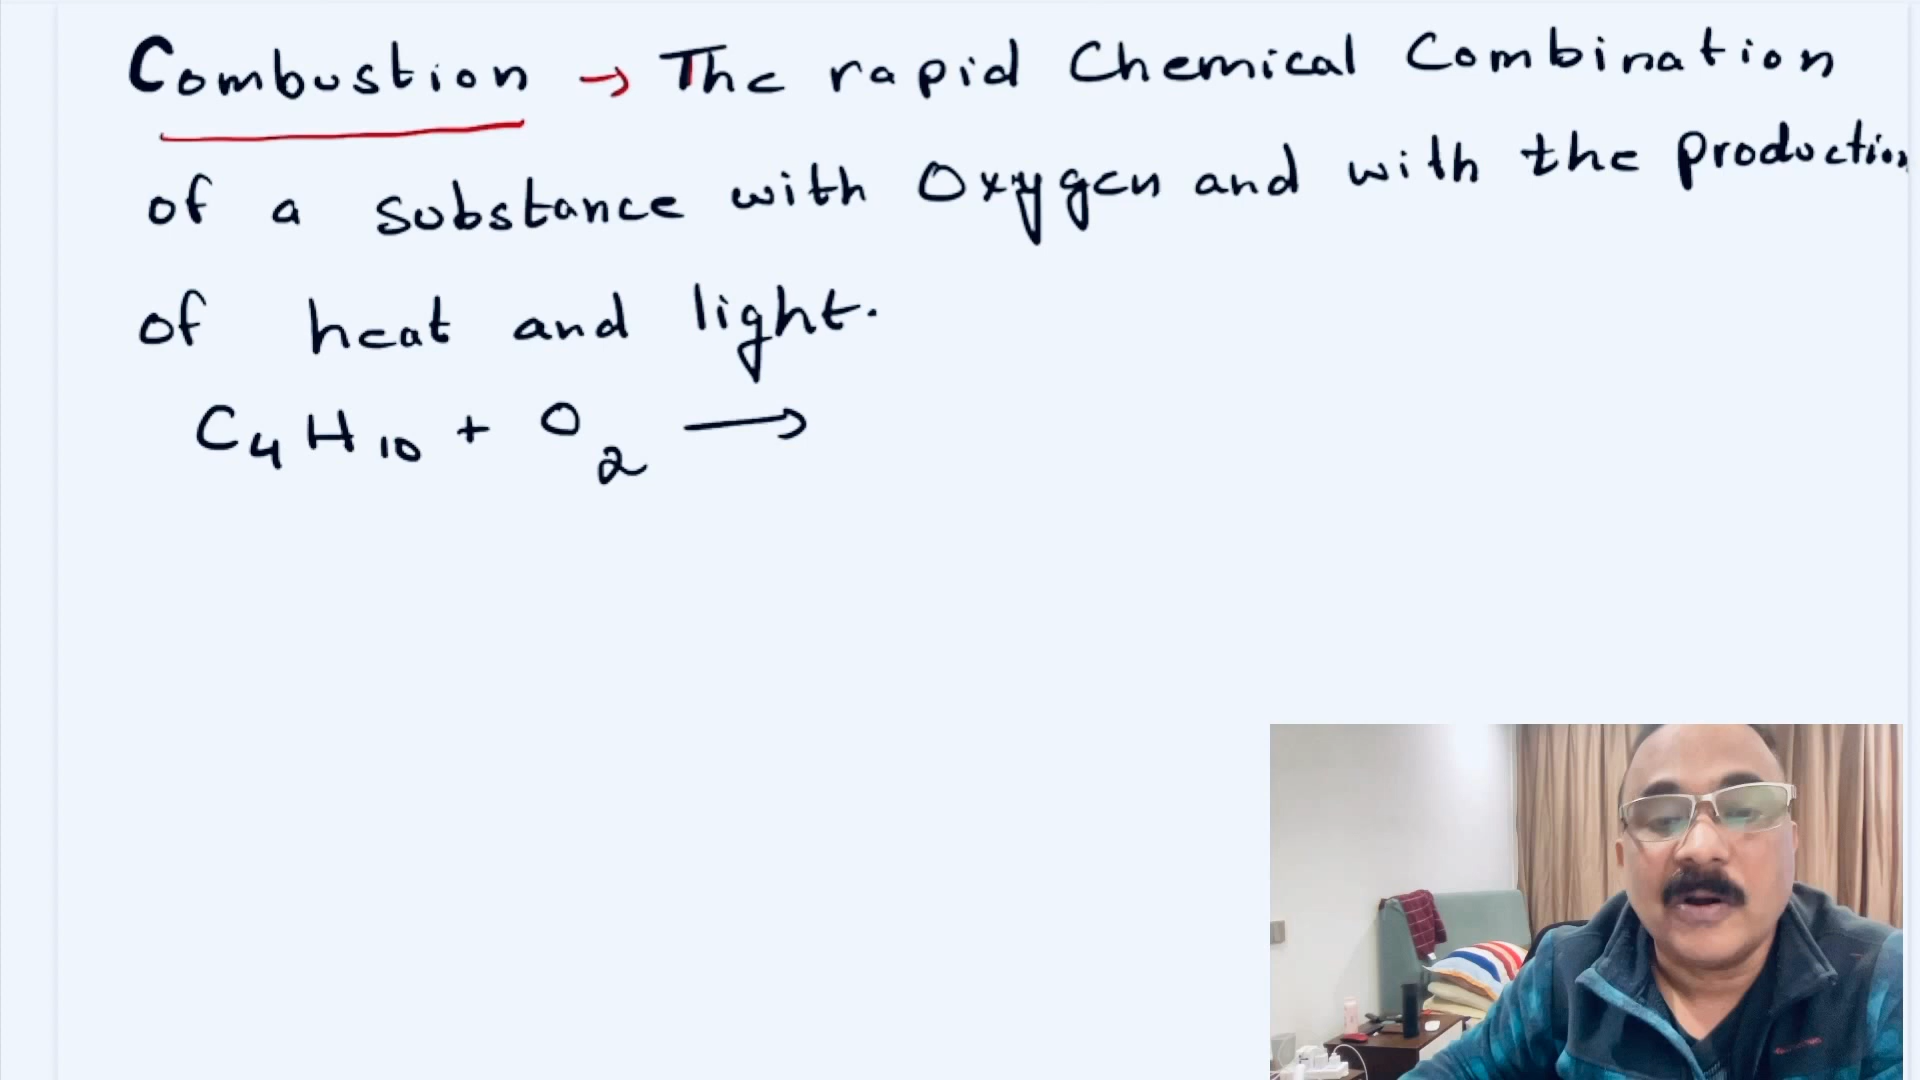 Combustion → The rapid Chemical Combination
of a substance with Oxygen and with the production
of heat and light.
C₄H₁₀ + O₂ ⟶